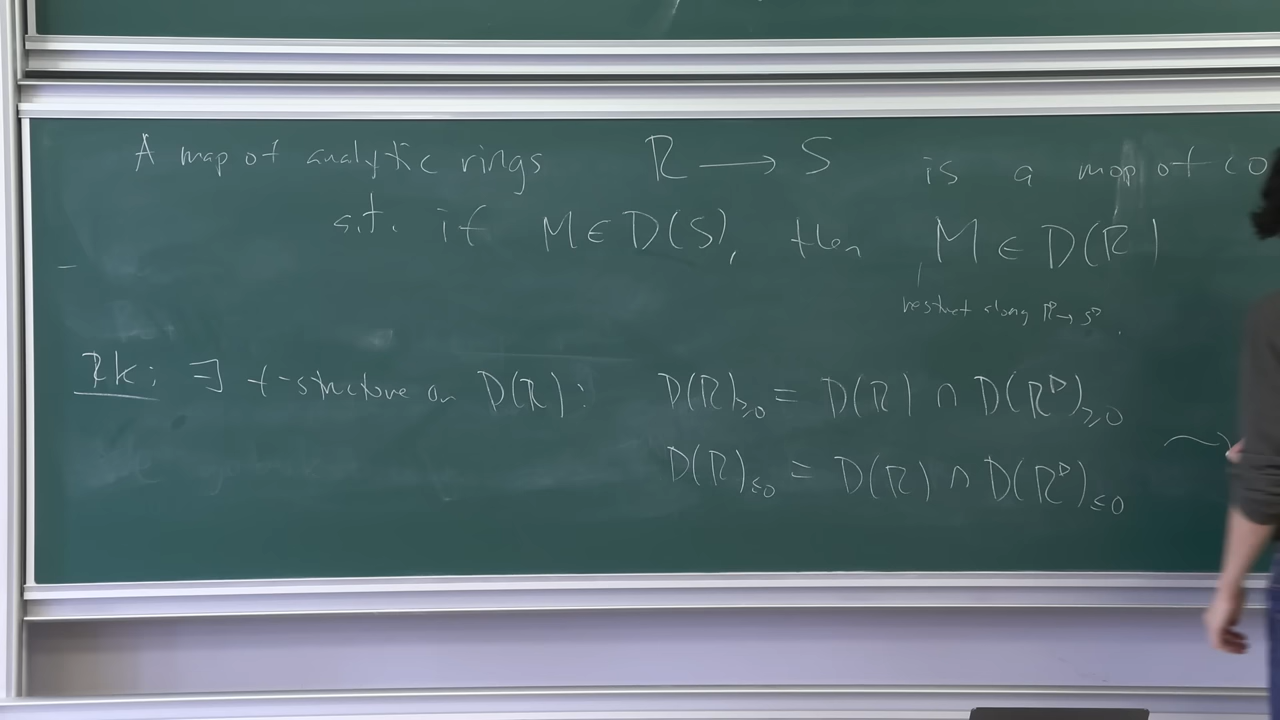 A map of analytic rings R ⟶ S is a map of co
s.t. if M ∈ D(S), then M ∈ D(R)
restrict along R^▷ → S^▷.
Rk: ∃ t-structure on D(R): D(R)_{≥0} = D(R) ∩ D(R^▷)_{≥0}
D(R)_{≤0} = D(R) ∩ D(R^▷)_{≤0}